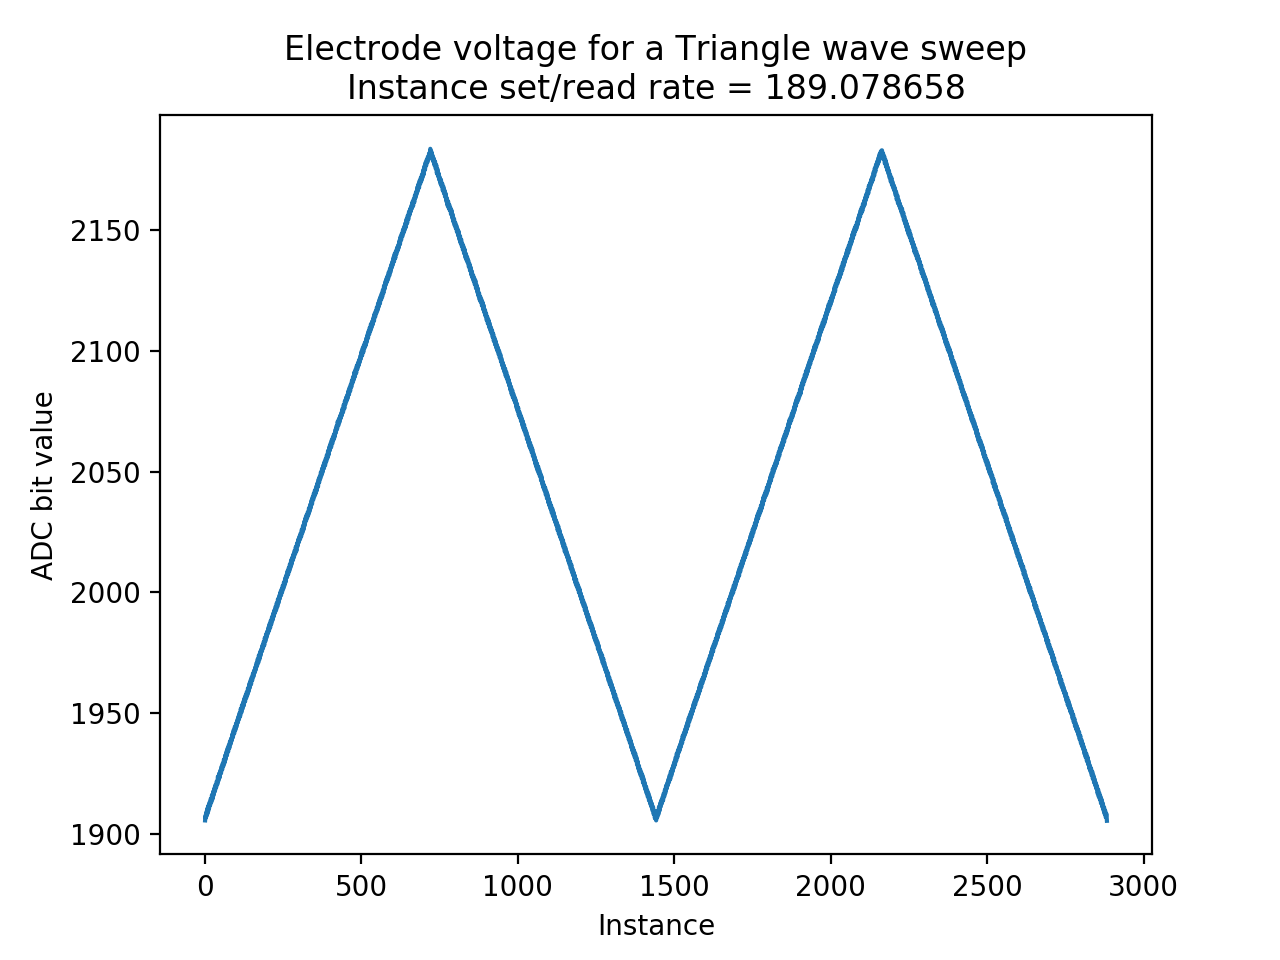 Electrode voltage for a Triangle wave sweep
Instance set/read rate = 189.078658
2150
2100
2050
2000
1950
1900
ADC bit value
0 500 1000 1500 2000 2500 3000
Instance